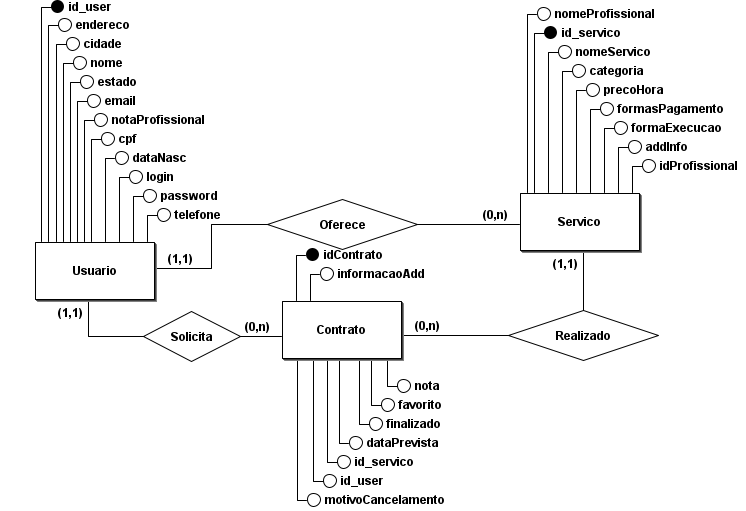 id_user
endereco
cidade
nome
estado
email
notaProfissional
cpf
dataNasc
login
password
telefone
nomeProfissional
id_servico
nomeServico
categoria
precoHora
formasPagamento
formaExecucao
addInfo
idProfissional
Usuario
(1,1)
Oferece
(0,n)
Servico
(1,1)
Solicita
(0,n)
idContrato
informacaoAdd
Contrato
(0,n)
Realizado
(1,1)
nota
favorito
finalizado
dataPrevista
id_servico
id_user
motivoCancelamento